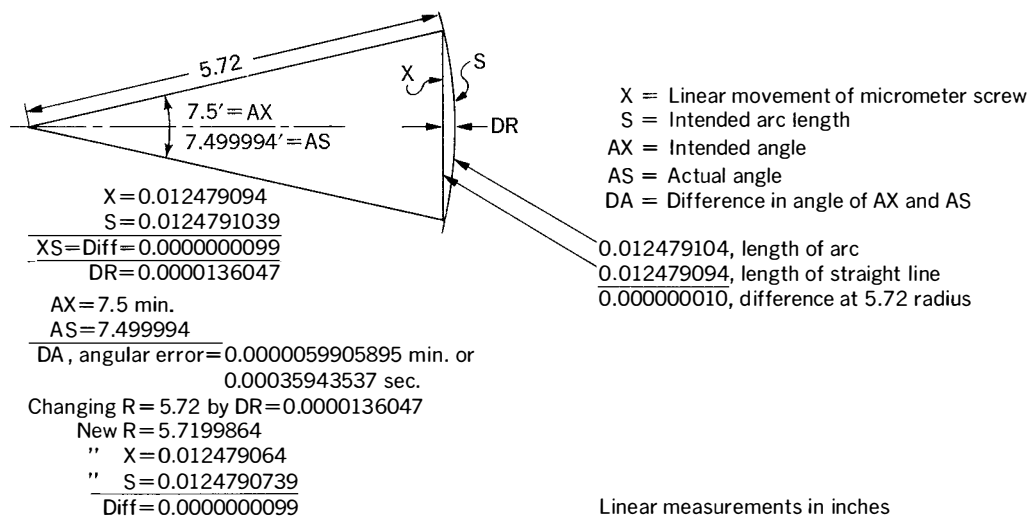 5.72
X
S
7.5′=AX
7.499994′=AS
DR
X = Linear movement of micrometer screw
S = Intended arc length
AX = Intended angle
AS = Actual angle
DA = Difference in angle of AX and AS
X=0.012479094
S=0.0124791039
XS=Diff=0.0000000099
DR=0.0000136047
0.012479104, length of arc
0.012479094, length of straight line
0.000000010, difference at 5.72 radius
AX=7.5 min.
AS=7.499994
DA, angular error=0.0000059905895 min. or
0.00035943537 sec.
Changing R=5.72 by DR=0.0000136047
New R=5.7199864
" X=0.012479064
" S=0.0124790739
Diff=0.0000000099
Linear measurements in inches